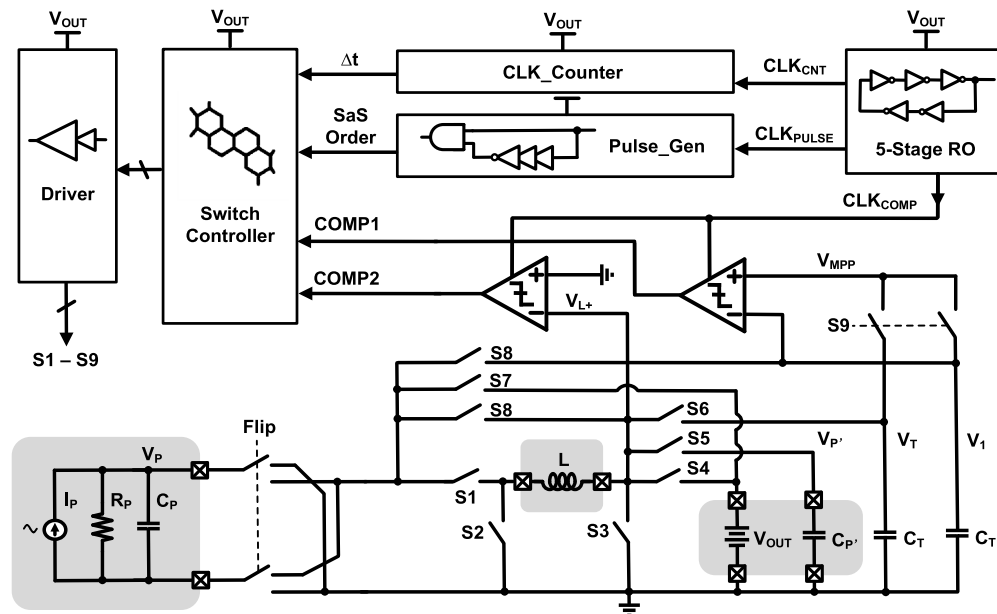 VOUT
VOUT
VOUT
VOUT
Δt
CLK_Counter
CLKCNT
SaS
Order
Pulse_Gen
CLKPULSE
5-Stage RO
Driver
Switch
Controller
CLKCOMP
COMP1
COMP2
VL+
VMPP
S1 – S9
S9
S8
S7
S8
S6
S5
S4
VP'
VT
V1
Flip
VP
IP
RP
CP
S1
L
S2
S3
VOUT
CP'
CT
CT